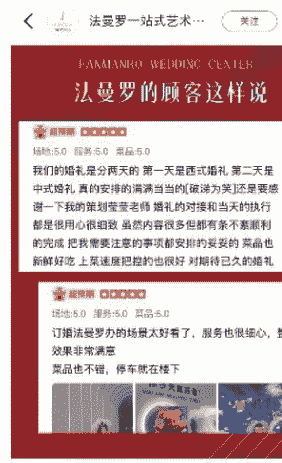 法曼罗一站式艺术…
关注
FAMANRO WEDDING CENTER
法曼罗的顾客这样说
超预期
场地:5.0 服务:5.0 菜品:5.0
我们的婚礼是分两天的 第一天是西式婚礼 第二天是
中式婚礼 真的安排的满满当当的[破涕为笑]还是要感
谢一下我的策划莹莹老师 婚礼的对接和当天的执行
都是很用心很细致 虽然内容很多但都有条不紊顺利
的完成 把我需要注意的事项都安排的妥妥的 菜品也
新鲜好吃 上菜速度把控的也很好 对期待已久的婚礼
超预期
场地:5.0 服务:5.0 菜品:5.0
订婚法曼罗办的场景太好看了，服务也很细心，整
效果非常满意
菜品也不错，停车就在楼下